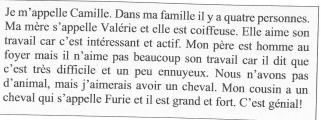 Je m’appelle Camille. Dans ma famille il y a quatre personnes.
Ma mère s’appelle Valérie et elle est coiffeuse. Elle aime son
travail car c’est intéressant et actif. Mon père est homme au
foyer mais il n’aime pas beaucoup son travail car il dit que
c’est très difficile et un peu ennuyeux. Nous n’avons pas
d’animal, mais j’aimerais avoir un cheval. Mon cousin a un
cheval qui s’appelle Furie et il est grand et fort. C’est génial!